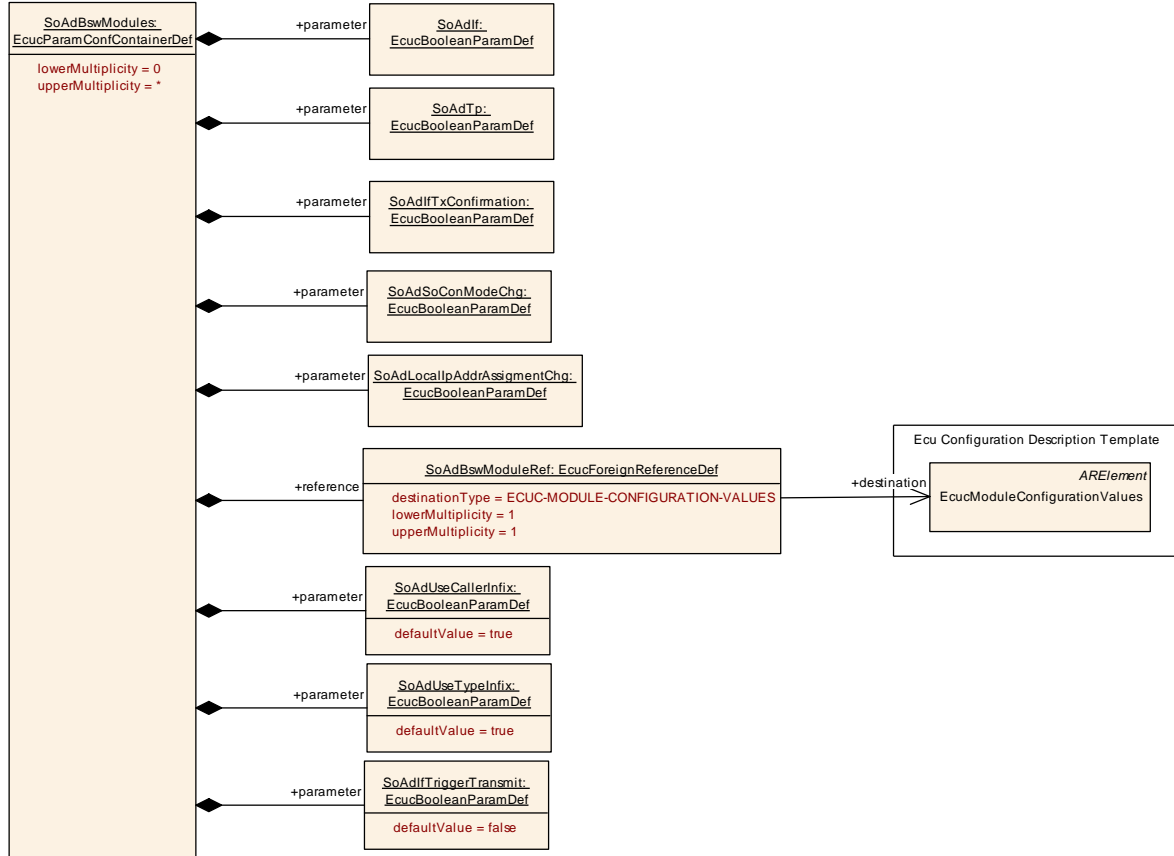 SoAdBswModules:
EcucParamConfContainerDef
lowerMultiplicity = 0
upperMultiplicity = *
+parameter
SoAdIf:
EcucBooleanParamDef
+parameter
SoAdTp:
EcucBooleanParamDef
+parameter
SoAdIfTxConfirmation:
EcucBooleanParamDef
+parameter
SoAdSoConModeChg:
EcucBooleanParamDef
+parameter
SoAdLocalIpAddrAssigmentChg:
EcucBooleanParamDef
+reference
SoAdBswModuleRef: EcucForeignReferenceDef
destinationType = ECUC-MODULE-CONFIGURATION-VALUES
lowerMultiplicity = 1
upperMultiplicity = 1
+destination
Ecu Configuration Description Template
ARElement
EcucModuleConfigurationValues
+parameter
SoAdUseCallerInfix:
EcucBooleanParamDef
defaultValue = true
+parameter
SoAdUseTypeInfix:
EcucBooleanParamDef
defaultValue = true
+parameter
SoAdIfTriggerTransmit:
EcucBooleanParamDef
defaultValue = false